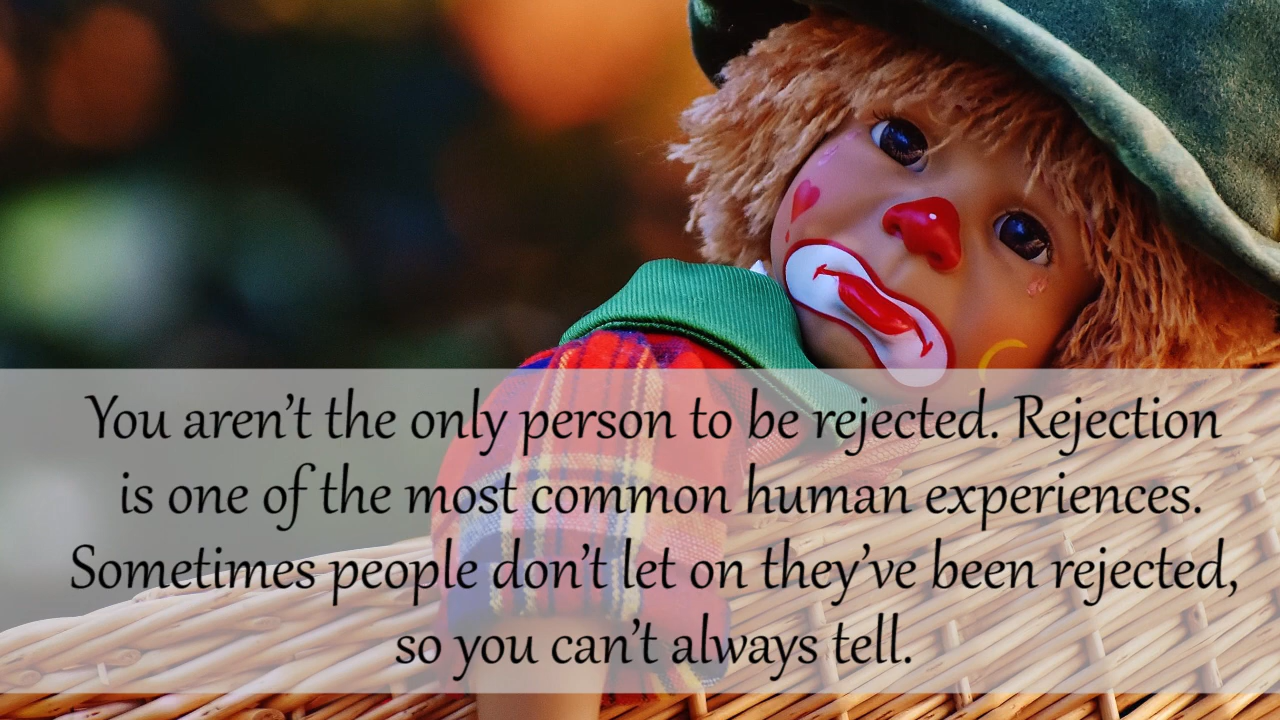 You aren’t the only person to be rejected. Rejection
is one of the most common human experiences.
Sometimes people don’t let on they’ve been rejected,
so you can’t always tell.